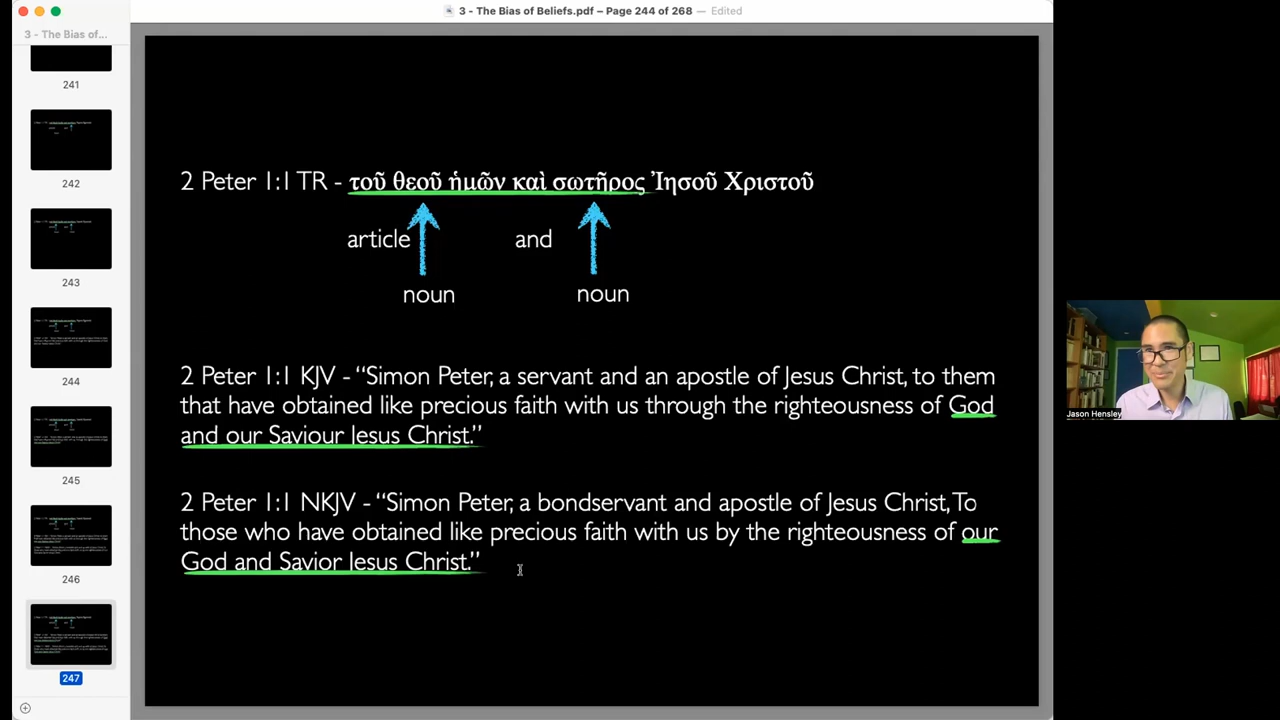 3 - The Bias of Beliefs.pdf – Page 244 of 268 — Edited
3 - The Bias of...
241
242
243
244
245
246
247
2 Peter 1:1 TR - τοῦ θεοῦ ἡμῶν καὶ σωτῆρος Ἰησοῦ Χριστοῦ
article and
noun noun
2 Peter 1:1 KJV - “Simon Peter, a servant and an apostle of Jesus Christ, to them
that have obtained like precious faith with us through the righteousness of God
and our Saviour Jesus Christ.”
2 Peter 1:1 NKJV - “Simon Peter, a bondservant and apostle of Jesus Christ, To
those who have obtained like precious faith with us by the righteousness of our
God and Savior Jesus Christ.”
Jason Hensley